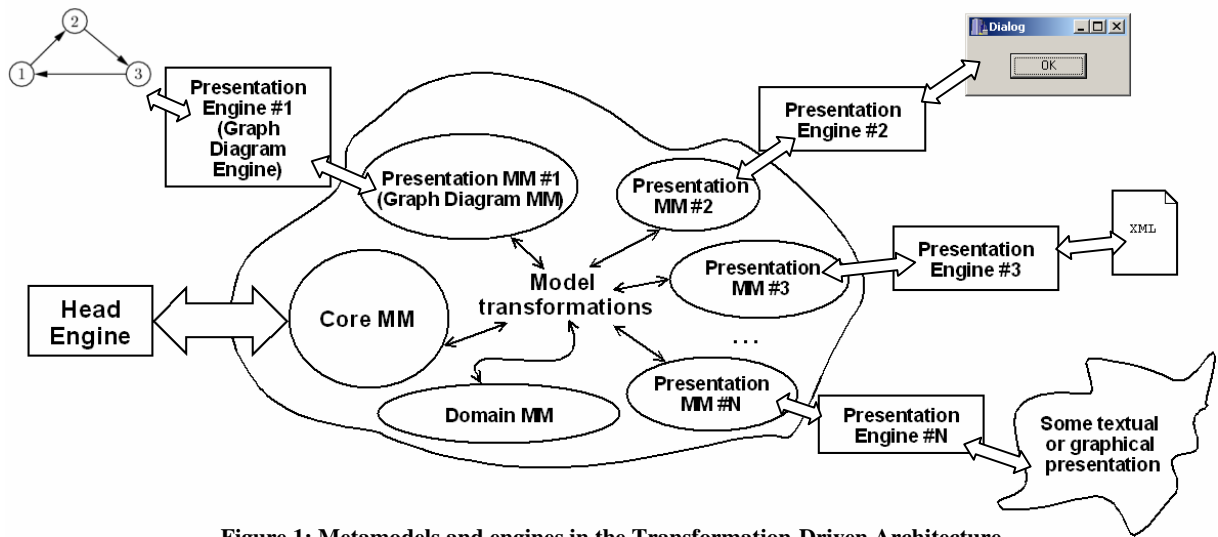 2
1
3
Presentation
Engine #1
(Graph
Diagram
Engine)
Presentation MM #1
(Graph Diagram MM)
Presentation
MM #2
Presentation
Engine #2
Dialog
OK
Presentation
MM #3
Presentation
Engine #3
XML
Model
transformations
Head
Engine
Core MM
. . .
Domain MM
Presentation
MM #N
Presentation
Engine #N
Some textual
or graphical
presentation
Figure 1: Metamodels and engines in the Transformation-Driven Architecture